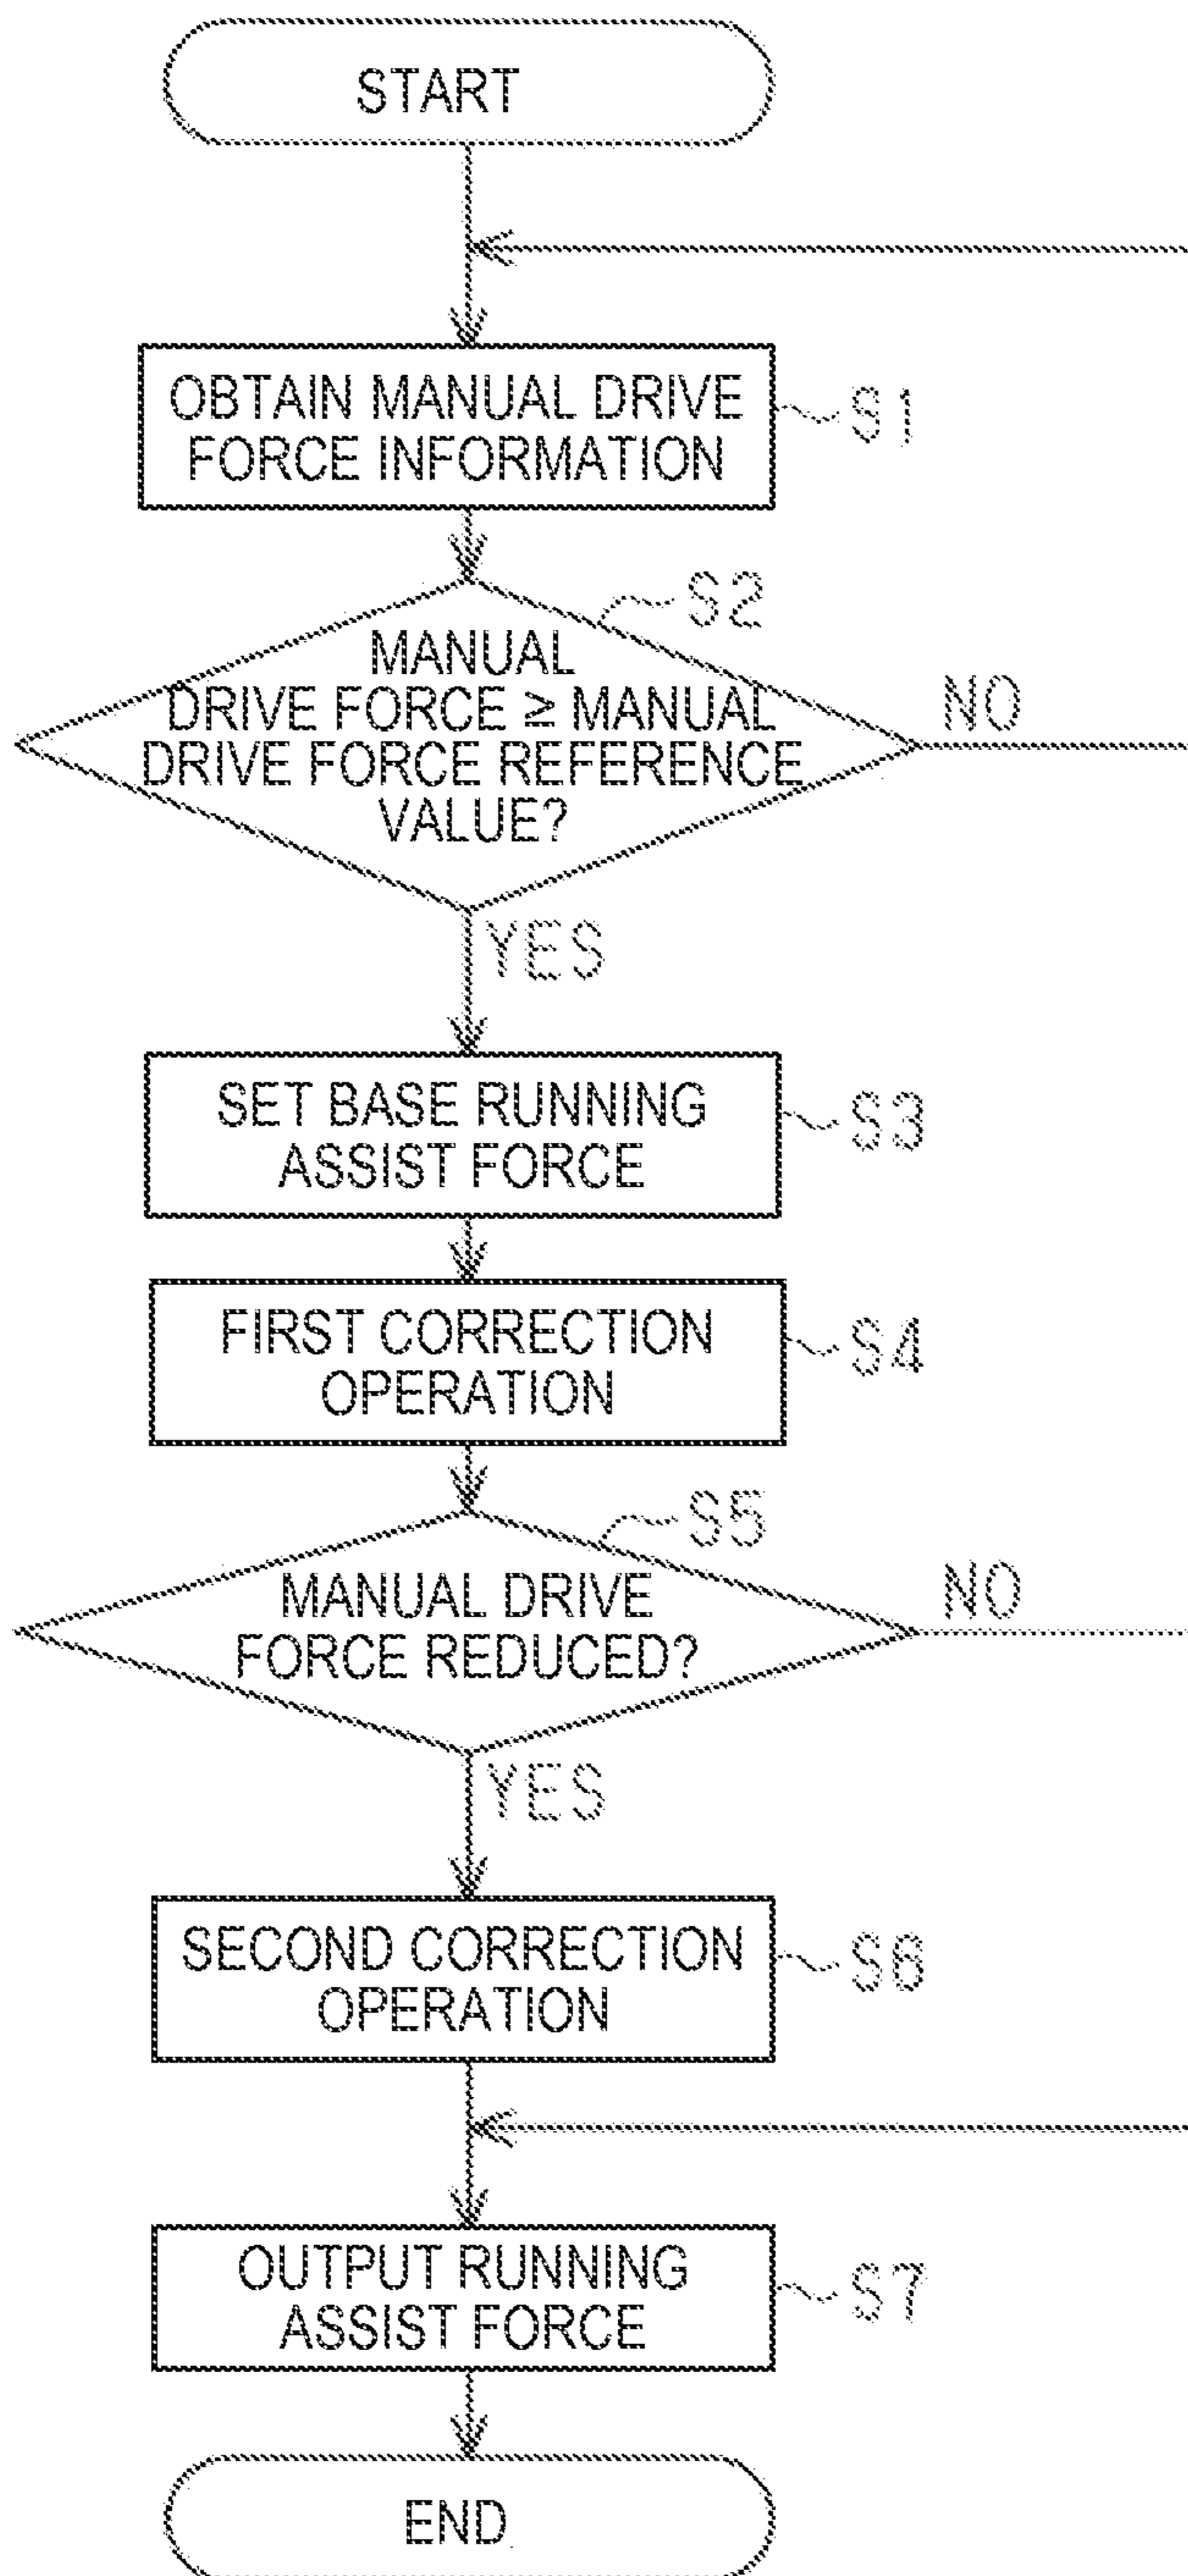 START
OBTAIN MANUAL DRIVE
FORCE INFORMATION
S1
S2
MANUAL
DRIVE FORCE ≥ MANUAL
DRIVE FORCE REFERENCE
VALUE?
NO
YES
SET BASE RUNNING
ASSIST FORCE
S3
FIRST CORRECTION
OPERATION
S4
S5
MANUAL DRIVE
FORCE REDUCED?
NO
YES
SECOND CORRECTION
OPERATION
S6
OUTPUT RUNNING
ASSIST FORCE
S7
END